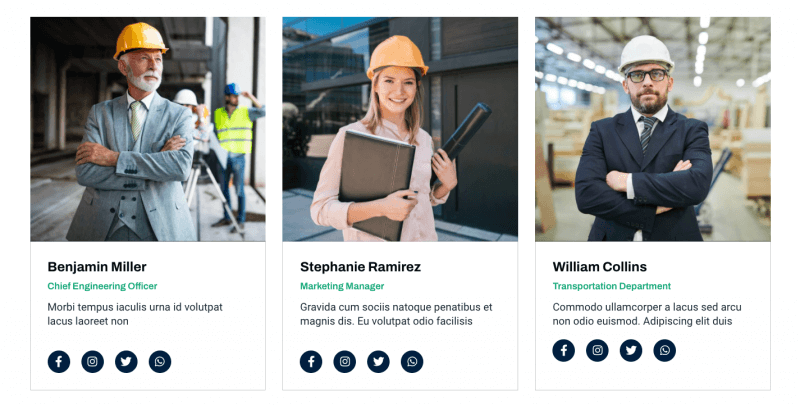 Benjamin Miller
Chief Engineering Officer
Morbi tempus iaculis urna id volutpat
lacus laoreet non
Stephanie Ramirez
Marketing Manager
Gravida cum sociis natoque penatibus et
magnis dis. Eu volutpat odio facilisis
William Collins
Transportation Department
Commodo ullamcorper a lacus sed arcu
non odio euismod. Adipiscing elit duis